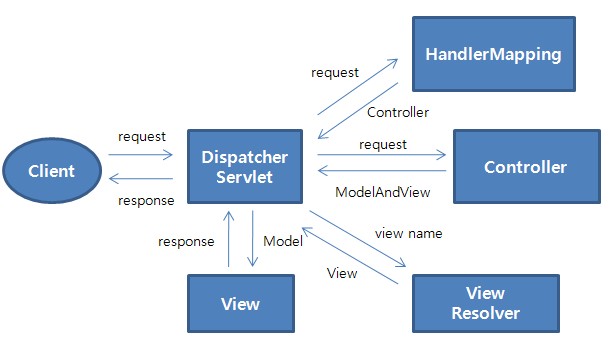 HandlerMapping
request
Controller
request
Client
response
Dispatcher
Servlet
request
ModelAndView
Controller
response
Model
view name
View
View
View
Resolver